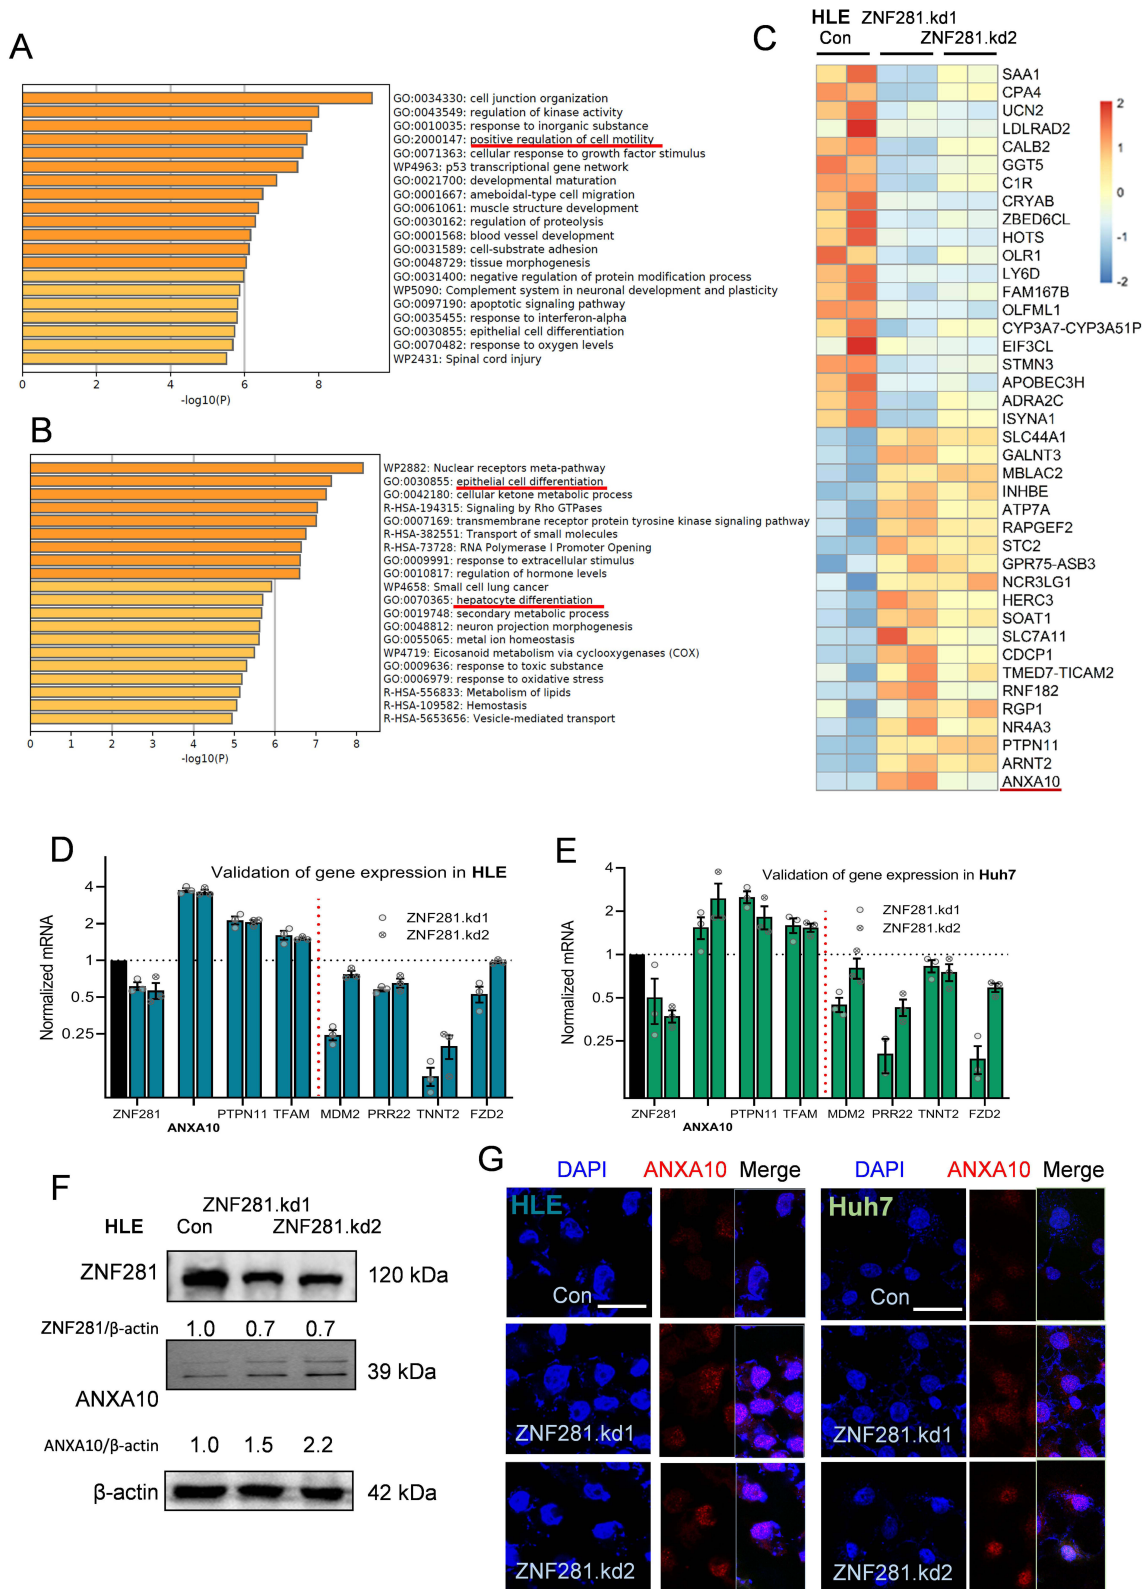 A
GO:0034330: cell junction organization
GO:0043549: regulation of kinase activity
GO:0010035: response to inorganic substance
GO:2000147: positive regulation of cell motility
GO:0071363: cellular response to growth factor stimulus
WP4963: p53 transcriptional gene network
GO:0021700: developmental maturation
GO:0001667: ameboidal-type cell migration
GO:0061061: muscle structure development
GO:0030162: regulation of proteolysis
GO:0001568: blood vessel development
GO:0031589: cell-substrate adhesion
GO:0048729: tissue morphogenesis
GO:0031400: negative regulation of protein modification process
WP5090: Complement system in neuronal development and plasticity
GO:0097190: apoptotic signaling pathway
GO:0035455: response to interferon-alpha
GO:0030855: epithelial cell differentiation
GO:0070482: response to oxygen levels
WP2431: Spinal cord injury
0 2 4 6 8
-log10(P)
B
WP2882: Nuclear receptors meta-pathway
GO:0030855: epithelial cell differentiation
GO:0042180: cellular ketone metabolic process
R-HSA-194315: Signaling by Rho GTPases
GO:0007169: transmembrane receptor protein tyrosine kinase signaling pathway
R-HSA-382551: Transport of small molecules
R-HSA-73728: RNA Polymerase I Promoter Opening
GO:0009991: response to extracellular stimulus
GO:0010817: regulation of hormone levels
WP4658: Small cell lung cancer
GO:0070365: hepatocyte differentiation
GO:0019748: secondary metabolic process
GO:0048812: neuron projection morphogenesis
GO:0055065: metal ion homeostasis
WP4719: Eicosanoid metabolism via cyclooxygenases (COX)
GO:0009636: response to toxic substance
GO:0006979: response to oxidative stress
R-HSA-556833: Metabolism of lipids
R-HSA-109582: Hemostasis
R-HSA-5653656: Vesicle-mediated transport
0 1 2 3 4 5 6 7 8
-log10(P)
C
HLE ZNF281.kd1
Con ZNF281.kd2
SAA1
CPA4
UCN2
LDLRAD2
CALB2
GGT5
C1R
CRYAB
ZBED6CL
HOTS
OLR1
LY6D
FAM167B
OLFML1
CYP3A7-CYP3A51P
EIF3CL
STMN3
APOBEC3H
ADRA2C
ISYNA1
SLC44A1
GALNT3
MBLAC2
INHBE
ATP7A
RAPGEF2
STC2
GPR75-ASB3
NCR3LG1
HERC3
SOAT1
SLC7A11
CDCP1
TMED7-TICAM2
RNF182
RGP1
NR4A3
PTPN11
ARNT2
ANXA10
2
1
0
-1
-2
D
Validation of gene expression in HLE
ZNF281.kd1
ZNF281.kd2
Normalized mRNA
4
2
1
0.5
0.25
ZNF281 PTPN11 TFAM MDM2 PRR22 TNNT2 FZD2
ANXA10
E
Validation of gene expression in Huh7
ZNF281.kd1
ZNF281.kd2
Normalized mRNA
4
2
1
0.5
0.25
ZNF281 PTPN11 TFAM MDM2 PRR22 TNNT2 FZD2
ANXA10
F
ZNF281.kd1
HLE Con ZNF281.kd2
ZNF281 120 kDa
ZNF281/β-actin 1.0 0.7 0.7
39 kDa
ANXA10
ANXA10/β-actin 1.0 1.5 2.2
β-actin 42 kDa
G
DAPI ANXA10 Merge DAPI ANXA10 Merge
HLE Huh7
Con Con
ZNF281.kd1 ZNF281.kd1
ZNF281.kd2 ZNF281.kd2